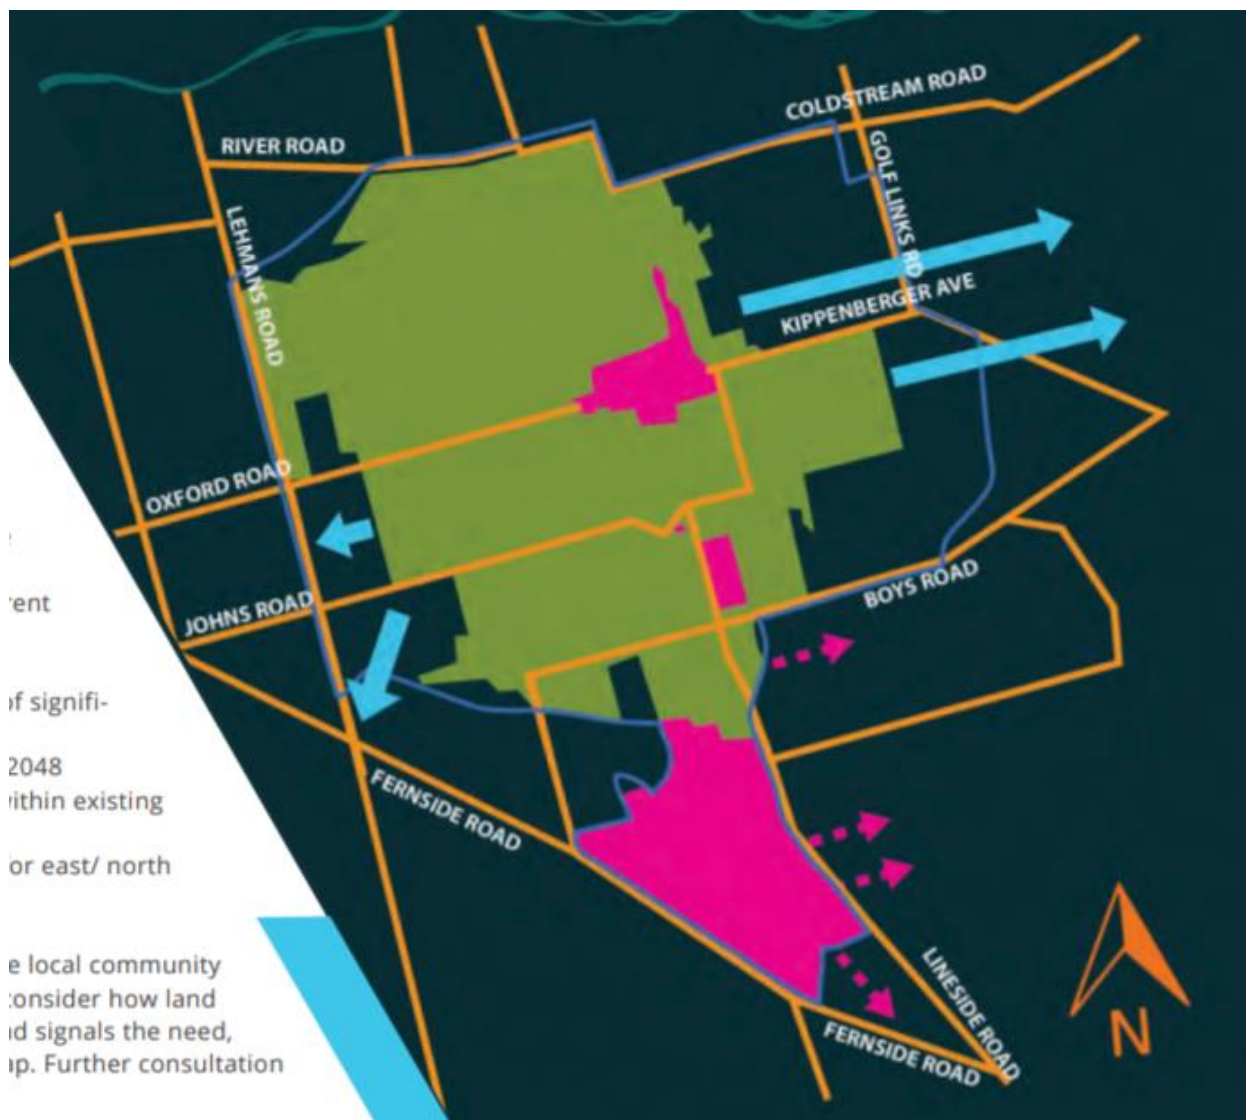 COLDSTREAM ROAD
RIVER ROAD
GOLF LINKS RD
LEHMANS ROAD
KIPPENBERGER AVE
OXFORD ROAD
rent
BOYS ROAD
JOHNS ROAD
of signifi-
2048
within existing
FERNSIDE ROAD
or east/ north
e local community
consider how land
nd signals the need,
ap. Further consultation
LINESIDE ROAD
N
FERNSIDE ROAD